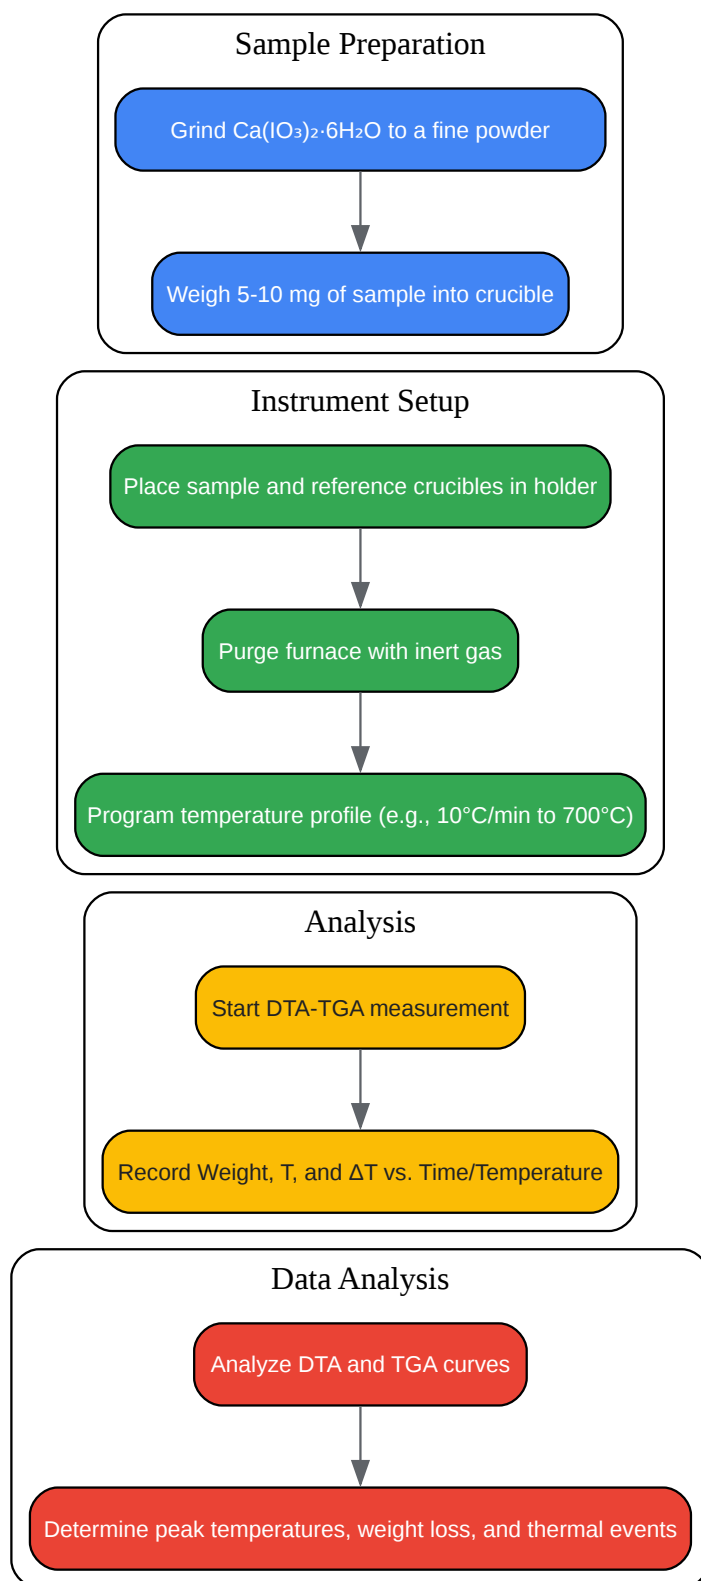 Sample Preparation
Grind Ca(IO₃)₂·6H₂O to a fine powder
Weigh 5-10 mg of sample into crucible
Instrument Setup
Place sample and reference crucibles in holder
Purge furnace with inert gas
Program temperature profile (e.g., 10°C/min to 700°C)
Analysis
Start DTA-TGA measurement
Record Weight, T, and ΔT vs. Time/Temperature
Data Analysis
Analyze DTA and TGA curves
Determine peak temperatures, weight loss, and thermal events